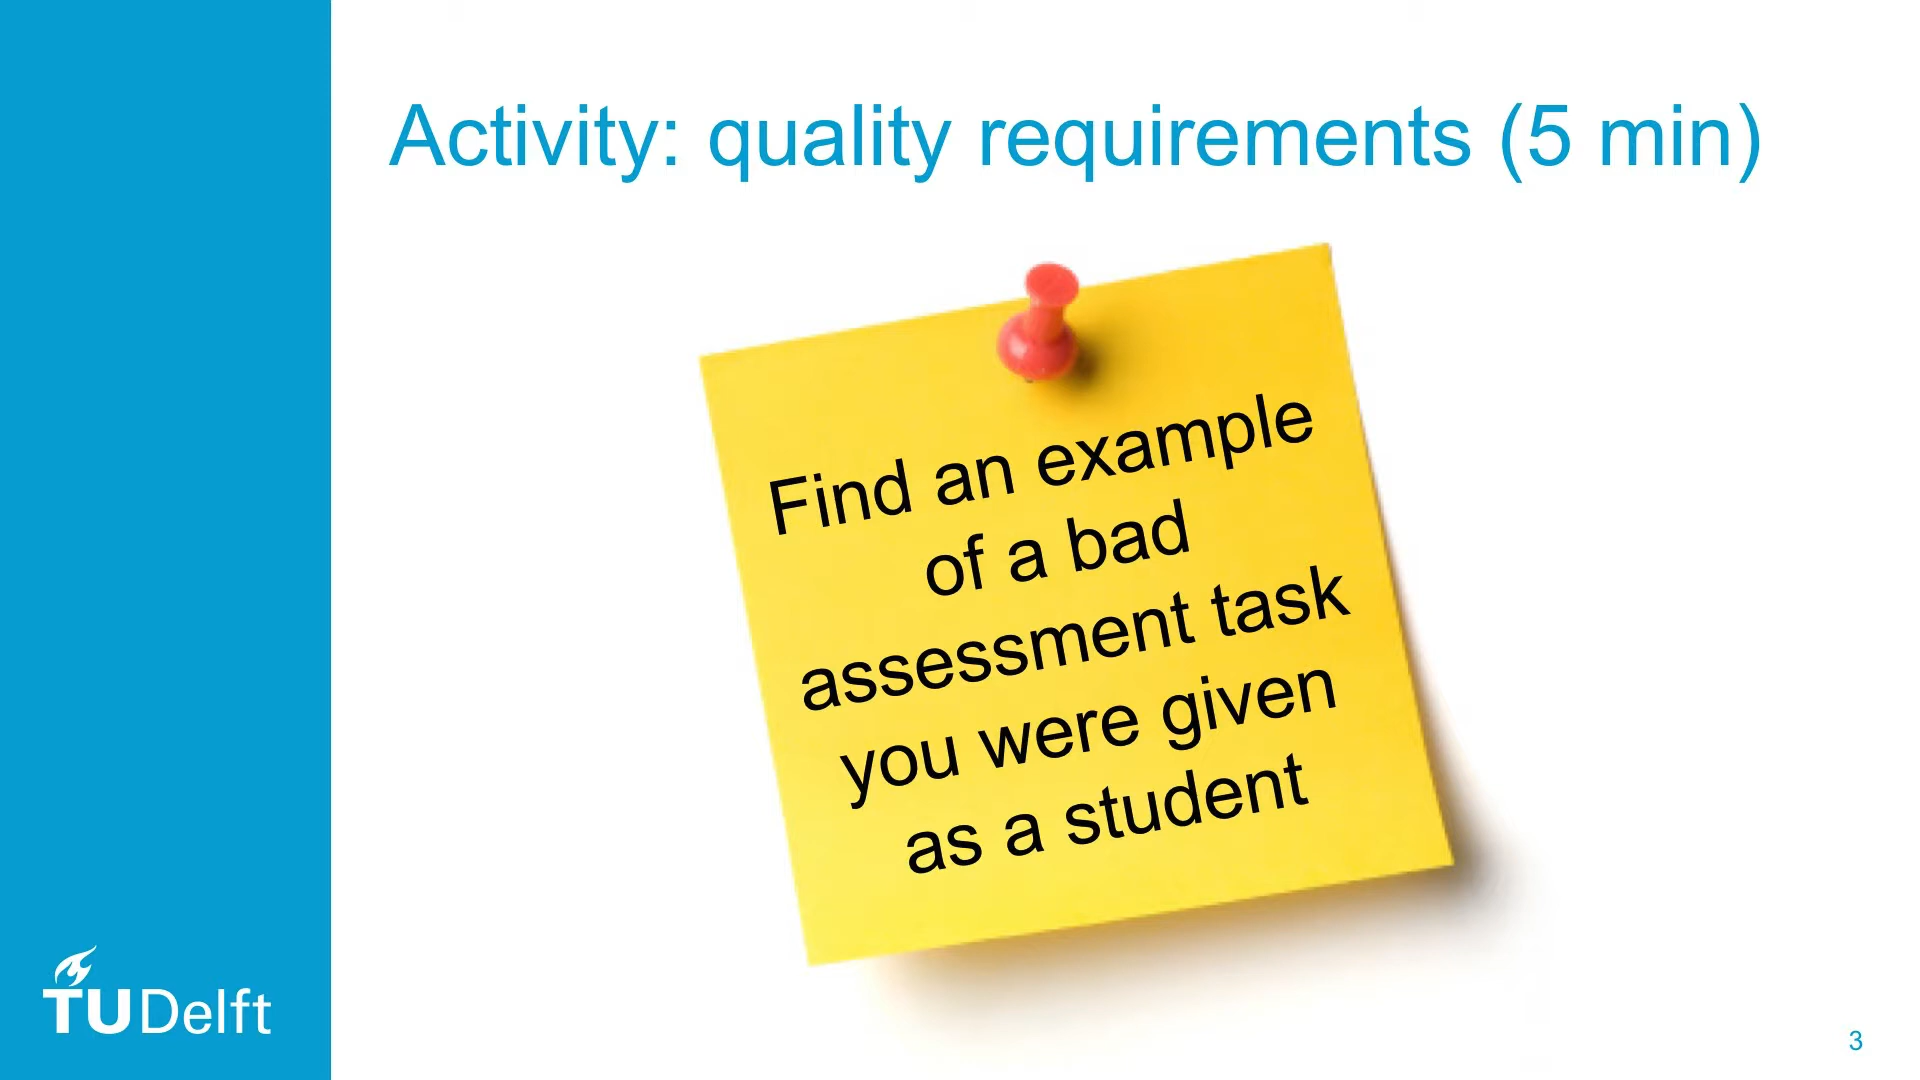 Activity: quality requirements (5 min)
Find an example
of a bad
assessment task
you were given
as a student
TUDelft
3